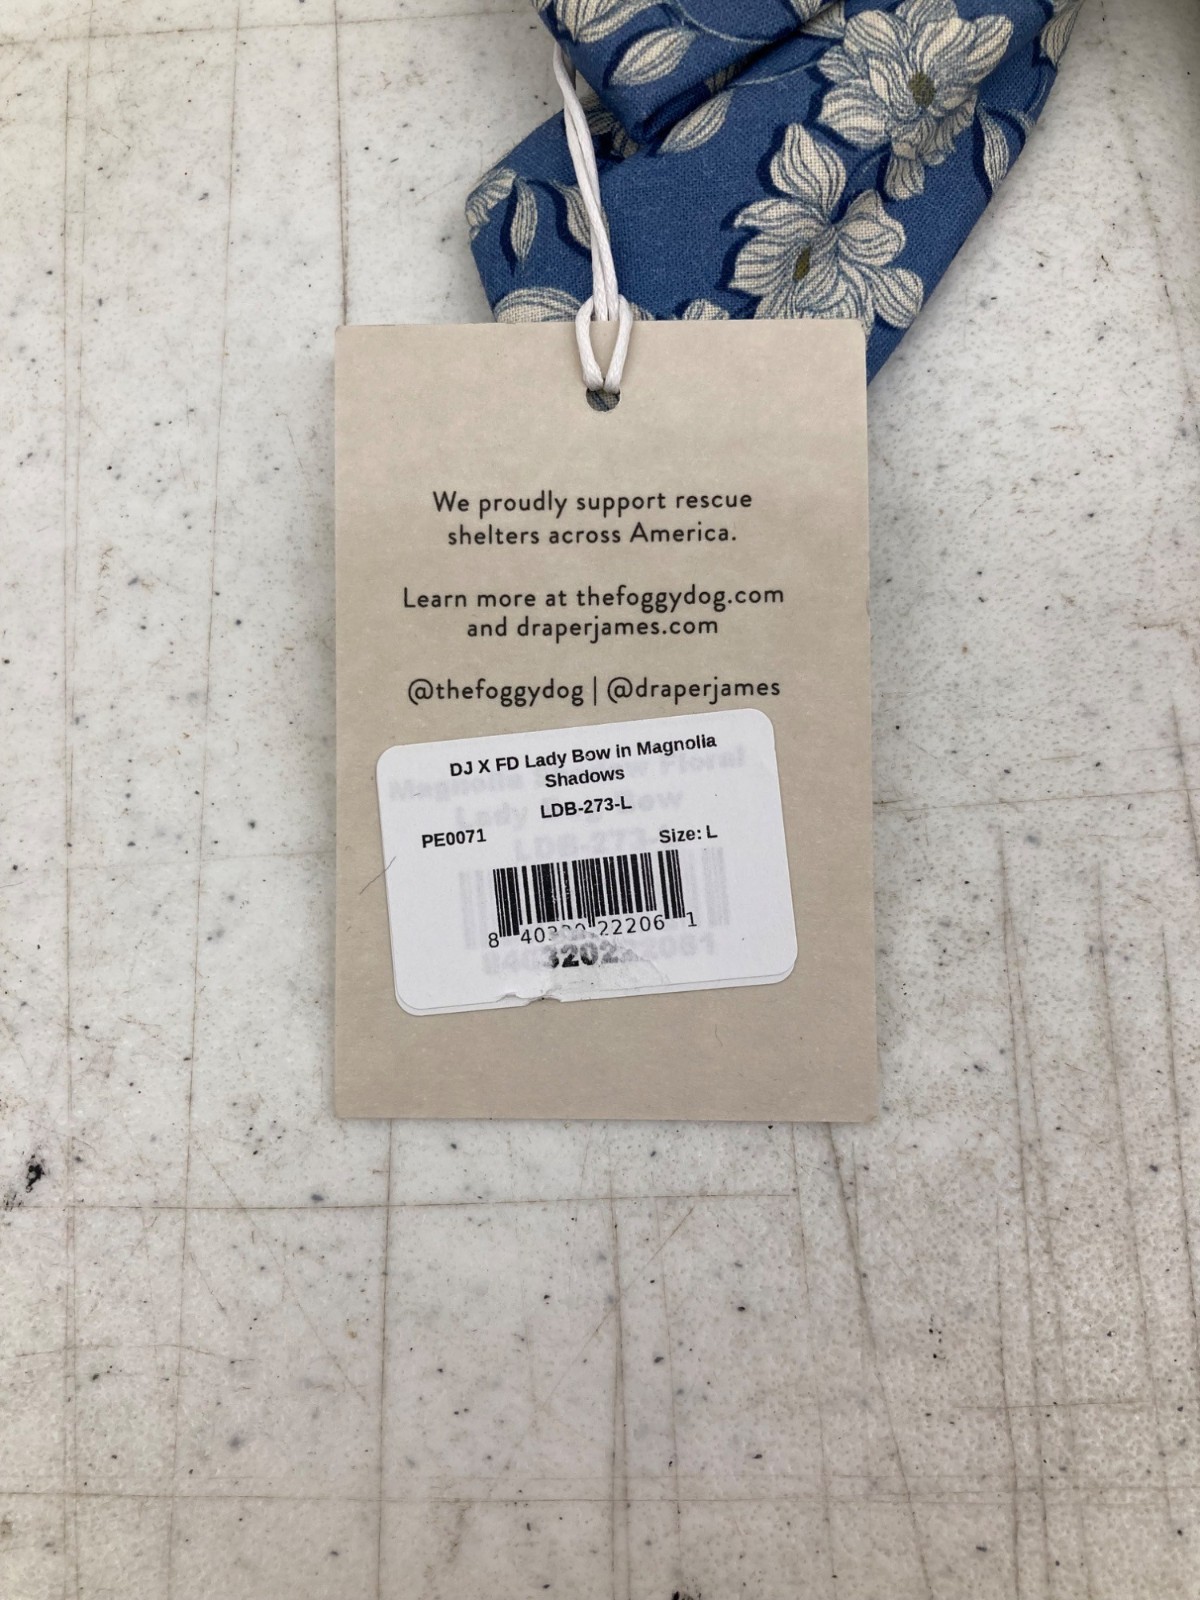 We proudly support rescue
shelters across America.
Learn more at thefoggydog.com
and draperjames.com
@thefoggydog | @draperjames
DJ X FD Lady Bow in Magnolia
Shadows
LDB-273-L
PE0071 Size: L
8 22206 1